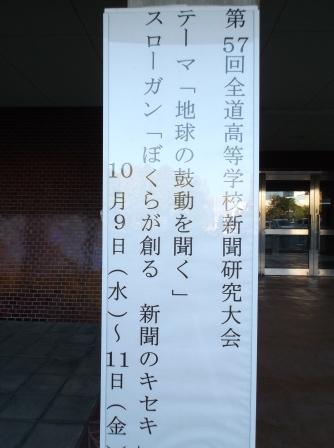 第57回全道高等学校新聞研究大会
テーマ「地球の鼓動を聞く」
スローガン「ぼくらが創る　新聞のキセキ」
10月9日（水）～11日（金）